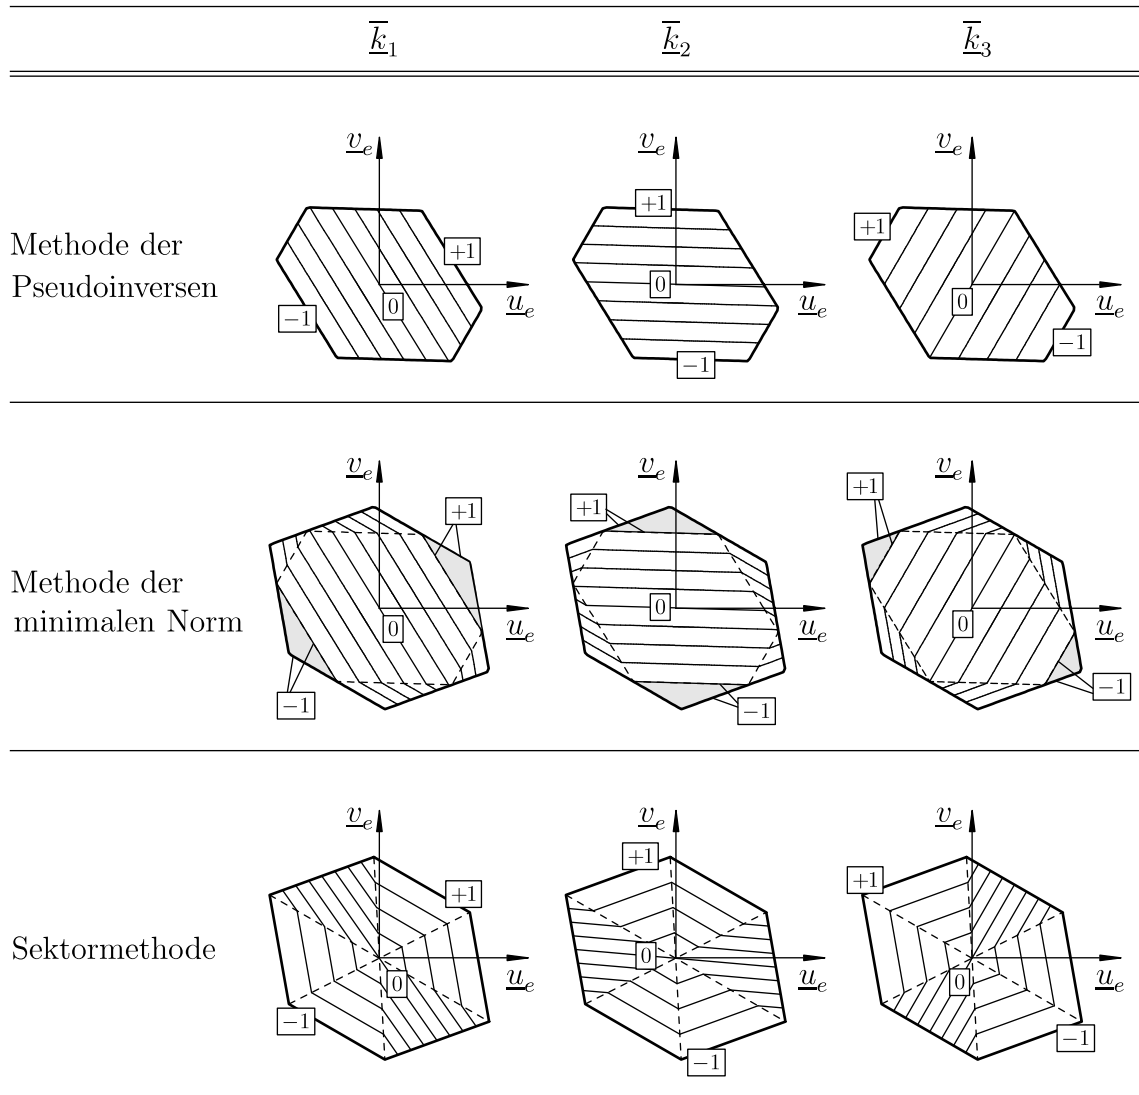 k̲̅₁ k̲̅₂ k̲̅₃
v̲ₑ v̲ₑ v̲ₑ
+1
+1
+1
Methode der
Pseudoinversen
0 0 0
u̲ₑ u̲ₑ u̲ₑ
−1
−1
−1
v̲ₑ v̲ₑ v̲ₑ
+1 +1 +1
Methode der
minimalen Norm
0 0 0
u̲ₑ u̲ₑ u̲ₑ
−1 −1 −1
v̲ₑ v̲ₑ v̲ₑ
+1 +1 +1
Sektormethode
0 0 0
u̲ₑ u̲ₑ u̲ₑ
−1 −1 −1